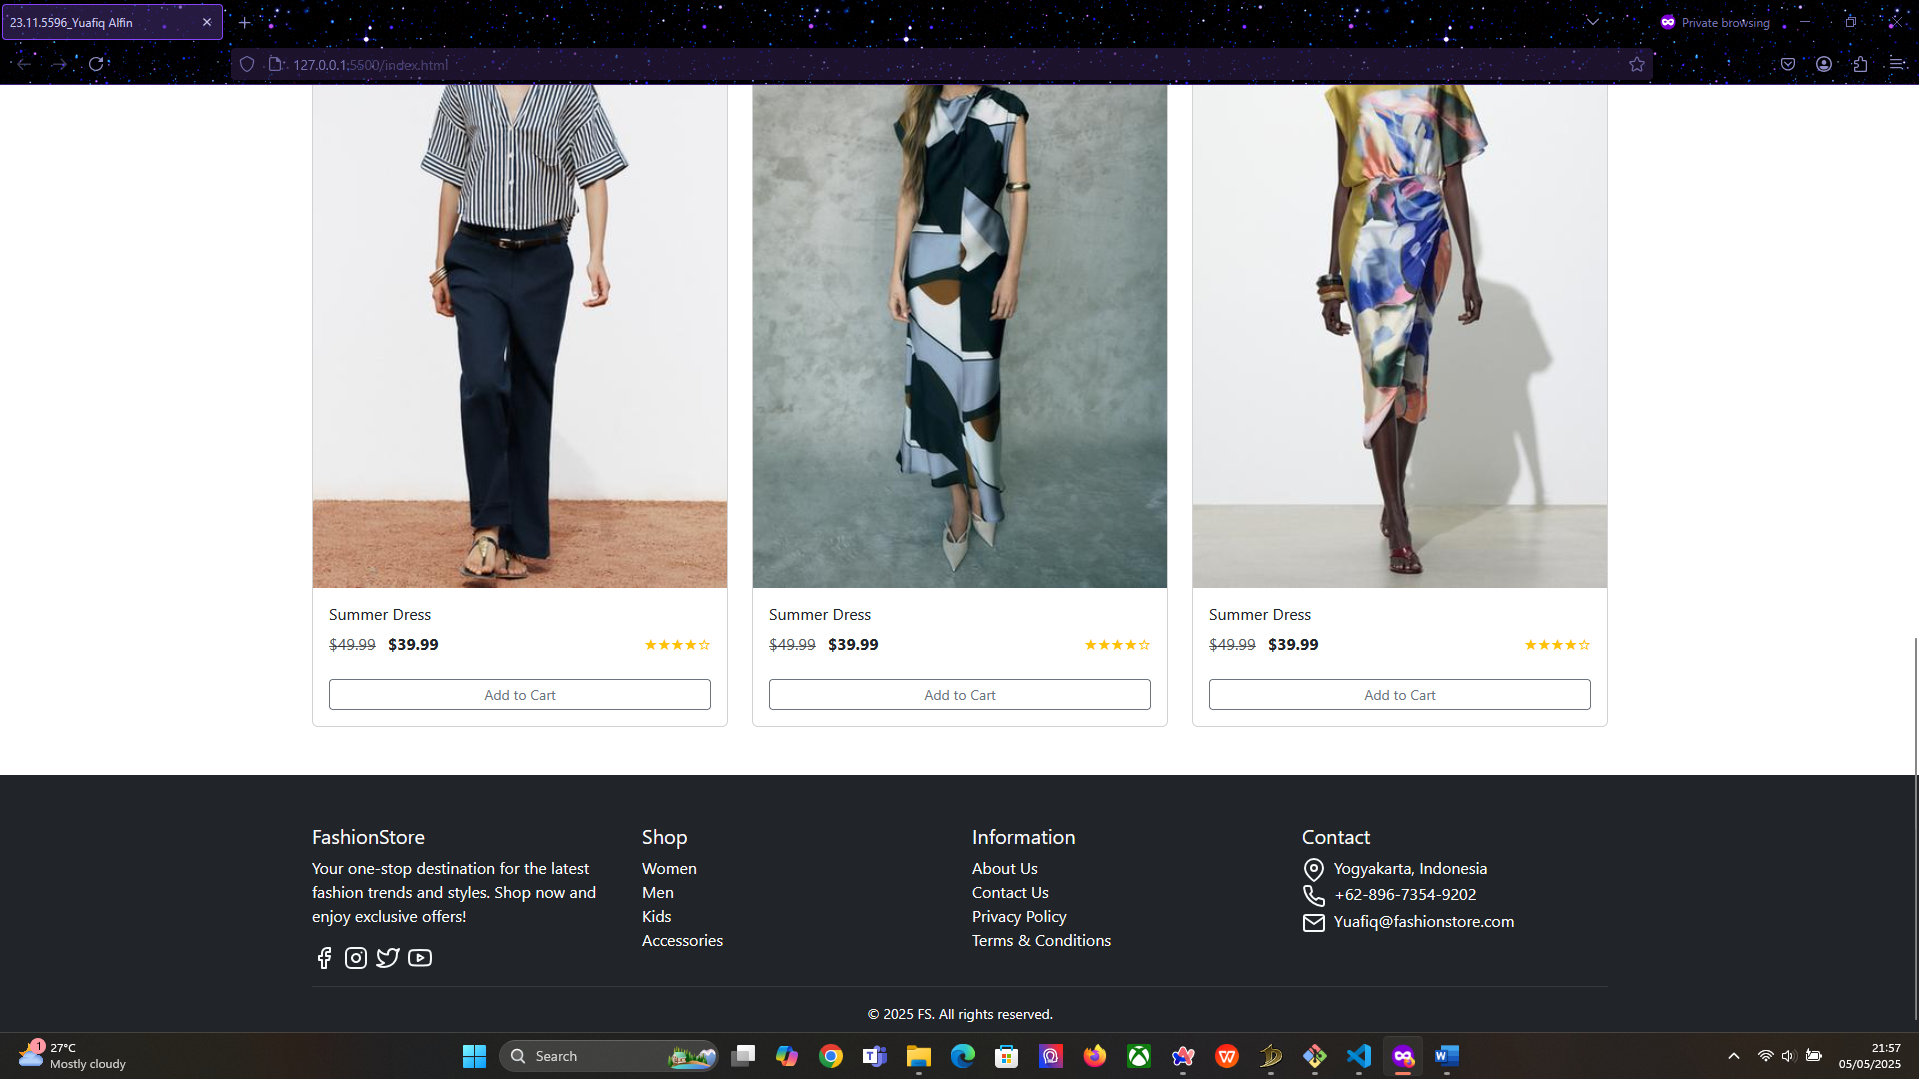 23.11.5596_Yuafiq Alfin
Private browsing
127.0.0.1:5500/index.html
Summer Dress
$49.99 $39.99 ★★★★☆
Add to Cart
Summer Dress
$49.99 $39.99 ★★★★☆
Add to Cart
Summer Dress
$49.99 $39.99 ★★★★☆
Add to Cart
FashionStore
Your one-stop destination for the latest
fashion trends and styles. Shop now and
enjoy exclusive offers!
Shop
Women
Men
Kids
Accessories
Information
About Us
Contact Us
Privacy Policy
Terms & Conditions
Contact
Yogyakarta, Indonesia
+62-896-7354-9202
Yuafiq@fashionstore.com
© 2025 FS. All rights reserved.
1
27°C
Mostly cloudy
Search
21:57
05/05/2025